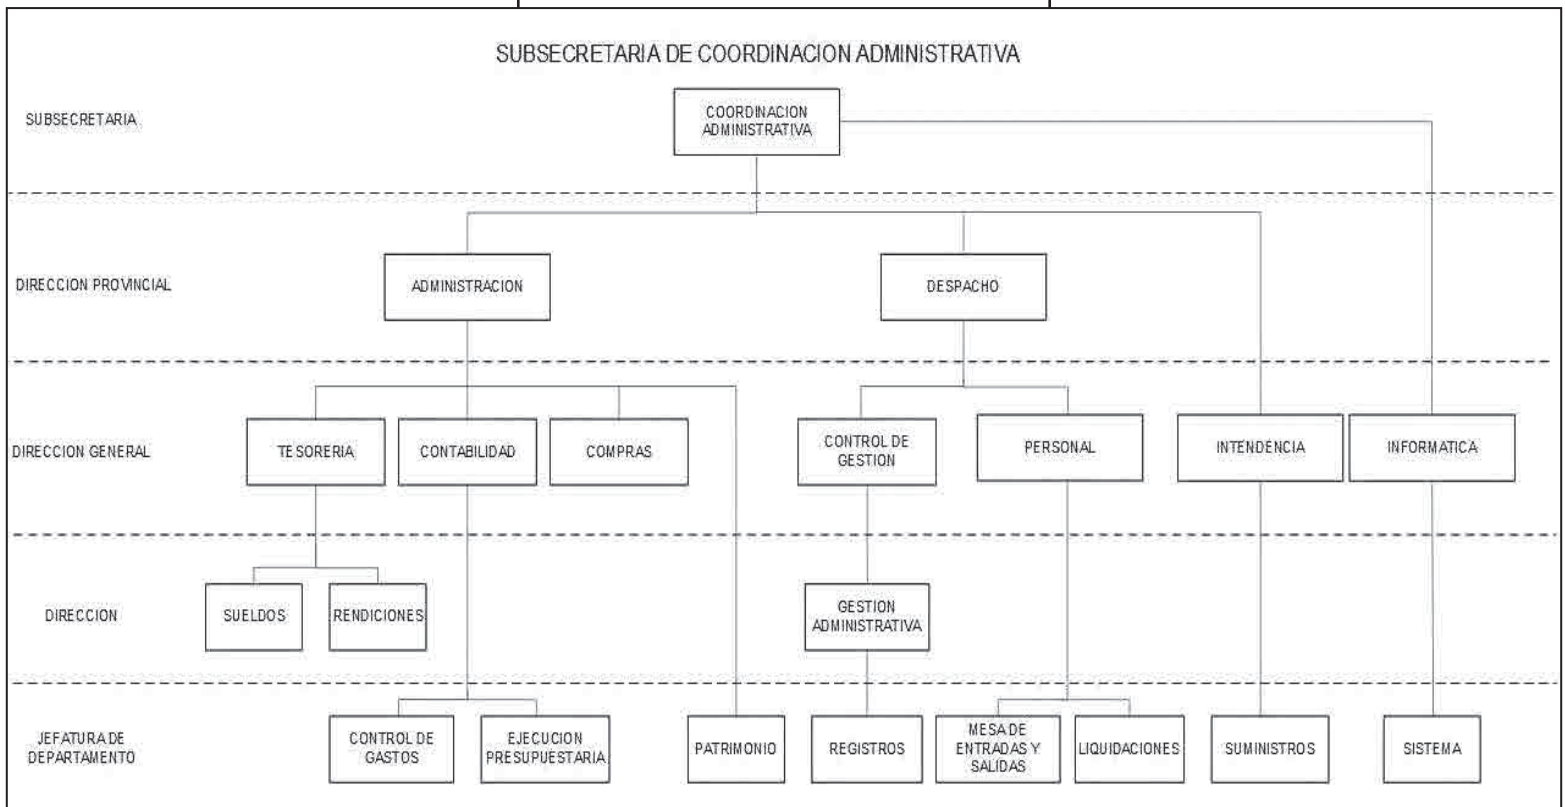 SUBSECRETARIA DE COORDINACION ADMINISTRATIVA
SUBSECRETARIA
COORDINACION
ADMINISTRATIVA
DIRECCION PROVINCIAL
ADMINISTRACION
DESPACHO
DIRECCION GENERAL
TESORERIA
CONTABILIDAD
COMPRAS
CONTROL DE
GESTION
PERSONAL
INTENDENCIA
INFORMATICA
DIRECCION
SUELDOS
RENDICIONES
GESTION
ADMINISTRATIVA
JEFATURA DE
DEPARTAMENTO
CONTROL DE
GASTOS
EJECUCION
PRESUPUESTARIA
PATRIMONIO
REGISTROS
MESA DE
ENTRADAS Y
SALIDAS
LIQUIDACIONES
SUMINISTROS
SISTEMA